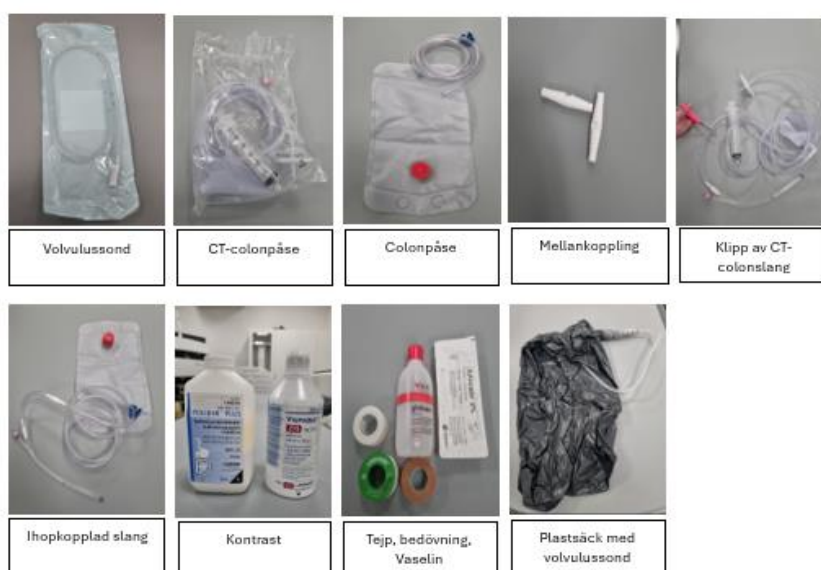 Volvulussond
CT-colonpåse
Colonpåse
Mellankoppling
Klipp av CT-
colonslang
Ihopkopplad slang
Kontrast
Tejp, bedövning,
Vaselin
Plastsäck med
volvulussond